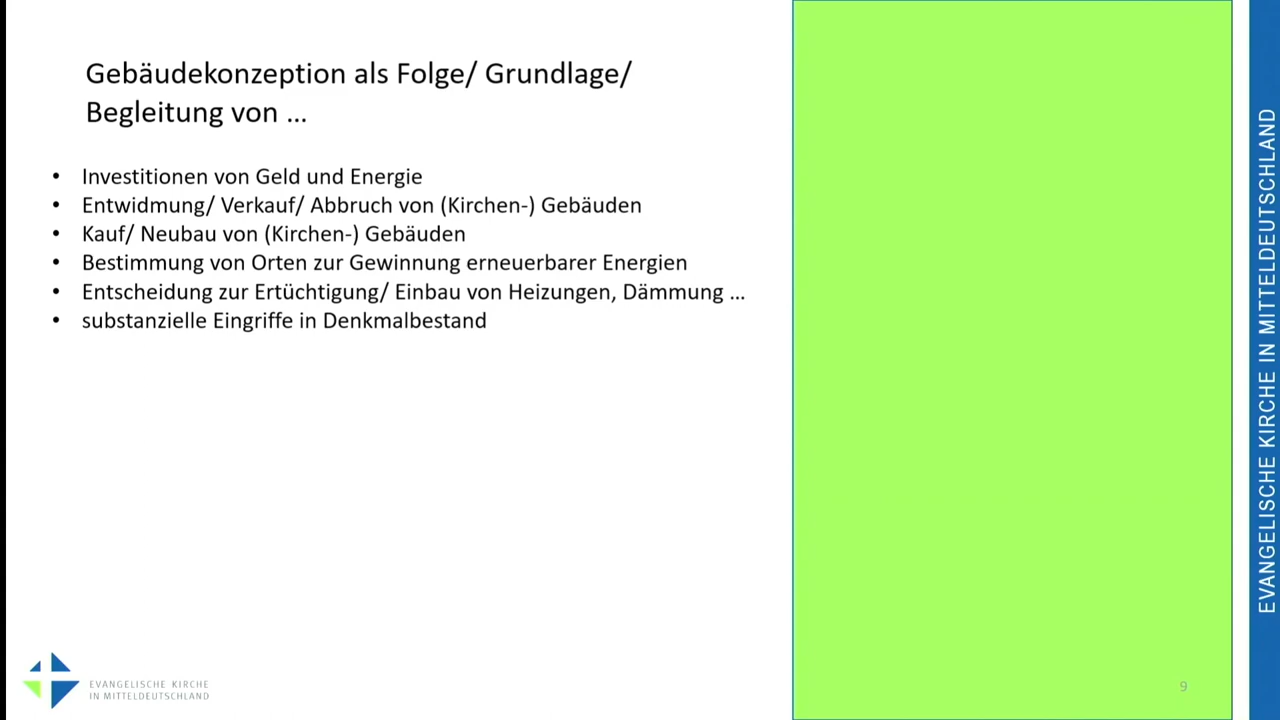 Gebäudekonzeption als Folge/ Grundlage/
Begleitung von ...
• Investitionen von Geld und Energie
• Entwidmung/ Verkauf/ Abbruch von (Kirchen-) Gebäuden
• Kauf/ Neubau von (Kirchen-) Gebäuden
• Bestimmung von Orten zur Gewinnung erneuerbarer Energien
• Entscheidung zur Ertüchtigung/ Einbau von Heizungen, Dämmung ...
• substanzielle Eingriffe in Denkmalbestand
EVANGELISCHE KIRCHE
IN MITTELDEUTSCHLAND
9
EVANGELISCHE KIRCHE IN MITTELDEUTSCHLAND